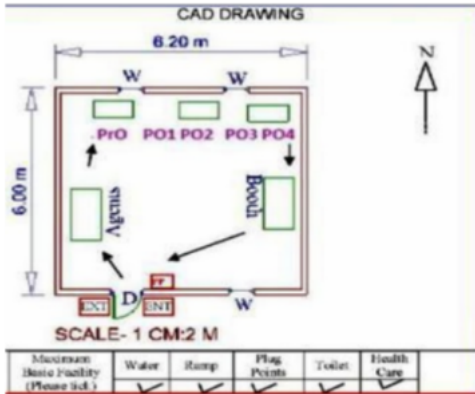 CAD DRAWING
6.20 m
N
W W
PrO PO1 PO2 PO3 PO4
6.00 m
Agents
Booth
EXT D ENT
W
SCALE- 1 CM:2 M
Maximum Basic Facility (Please tick) Water Ramp Plug Points Toilet Health Care